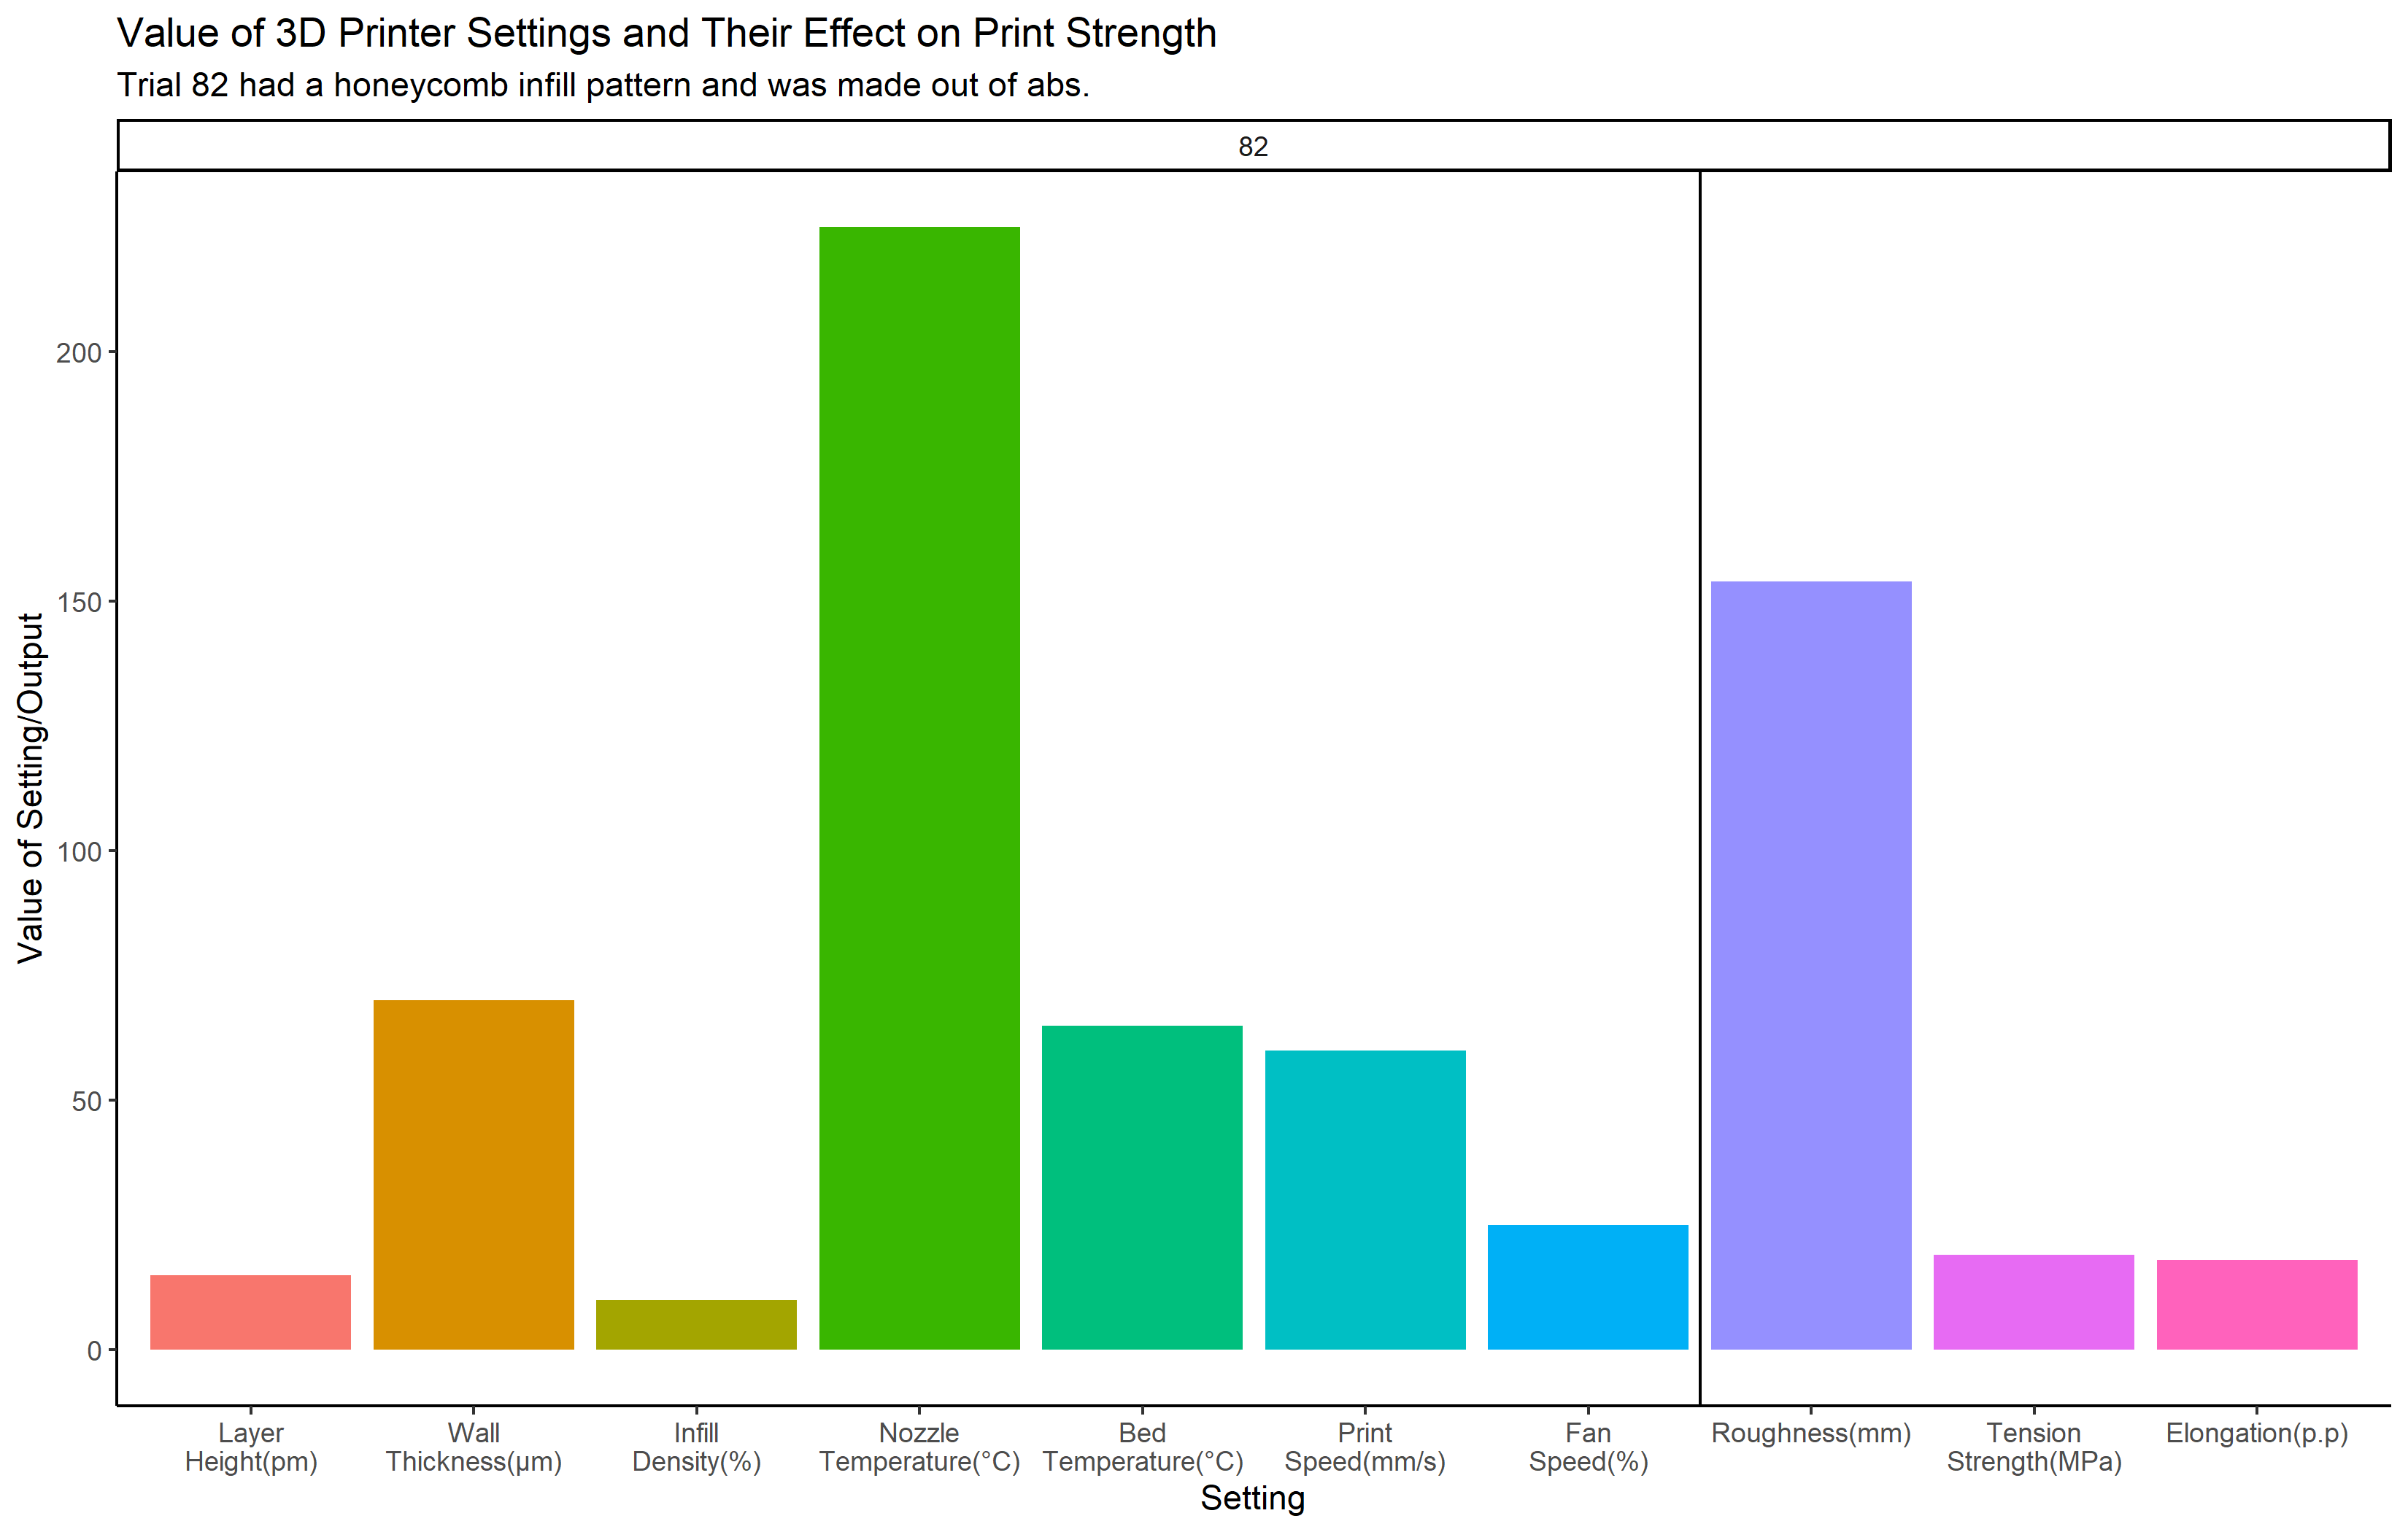 Value of 3D Printer Settings and Their Effect on Print Strength
Trial 82 had a honeycomb infill pattern and was made out of abs.
82
Value of Setting/Output
200
150
100
50
0
Layer
Height(pm)
Wall
Thickness(µm)
Infill
Density(%)
Nozzle
Temperature(°C)
Bed
Temperature(°C)
Print
Speed(mm/s)
Fan
Speed(%)
Roughness(mm)
Tension
Strength(MPa)
Elongation(p.p)
Setting